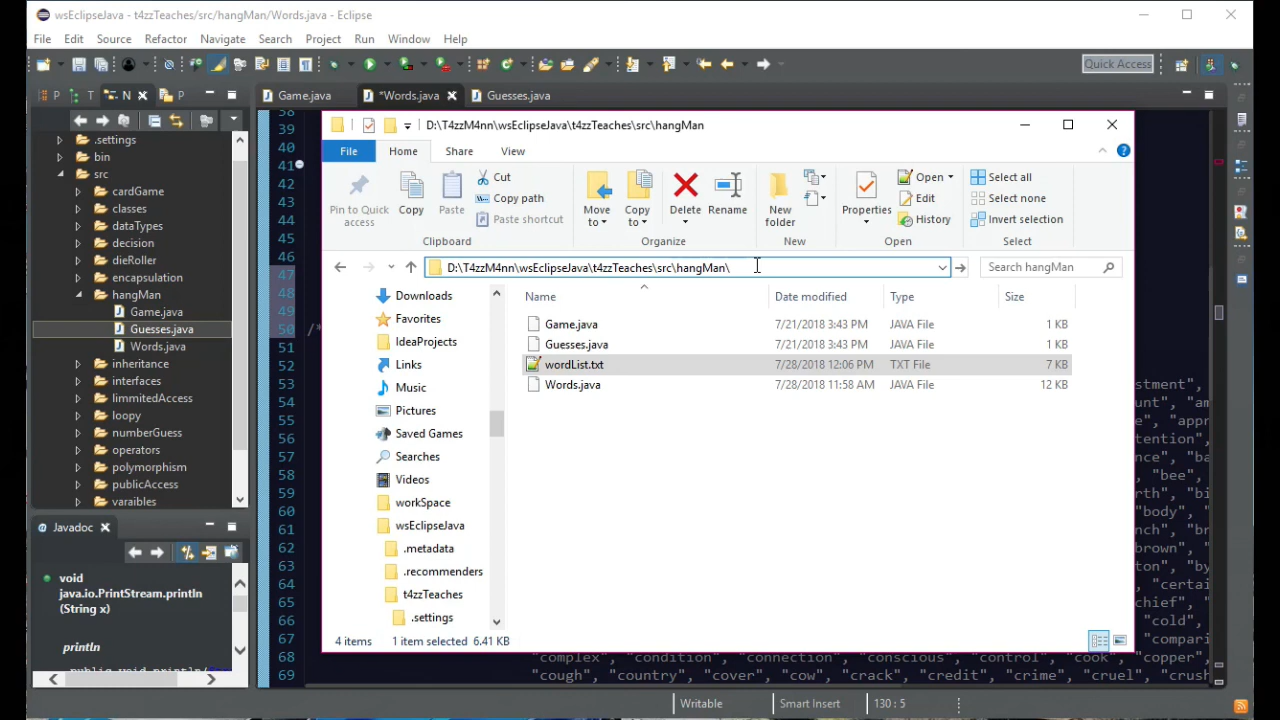 wsEclipseJava - t4zzTeaches/src/hangMan/Words.java - Eclipse
File Edit Source Refactor Navigate Search Project Run Window Help
Quick Access
P T N P
Game.java *Words.java Guesses.java
.settings
bin
src
cardGame
classes
dataTypes
decision
dieRoller
encapsulation
hangMan
Game.java
Guesses.java
Words.java
inheritance
interfaces
limmitedAccess
loopy
numberGuess
operators
polymorphism
publicAccess
varaibles
Javadoc
void
java.io.PrintStream.println
(String x)
println
38
39
40
41
42
43
44
45
46
47
48
49
50 /*
51
52
53
54
55
56
57
58
59
60
61
62
63
64
65
66
67
68
69
D:\T4zzM4nn\wsEclipseJava\t4zzTeaches\src\hangMan
File Home Share View
Pin to Quick access
Copy
Paste
Cut
Copy path
Paste shortcut
Move to
Copy to
Delete
Rename
New folder
Properties
Open
Edit
History
Select all
Select none
Invert selection
Clipboard Organize New Open Select
D:\T4zzM4nn\wsEclipseJava\t4zzTeaches\src\hangMan\
Search hangMan
Name Date modified Type Size
Game.java 7/21/2018 3:43 PM JAVA File 1 KB
Guesses.java 7/21/2018 3:43 PM JAVA File 1 KB
wordList.txt 7/28/2018 12:06 PM TXT File 7 KB
Words.java 7/28/2018 11:58 AM JAVA File 12 KB
Downloads
Favorites
IdeaProjects
Links
Music
Pictures
Saved Games
Searches
Videos
workSpace
wsEclipseJava
.metadata
.recommenders
t4zzTeaches
.settings
4 items 1 item selected 6.41 KB
"complex", "condition", "connection", "conscious", "control", "cook", "copper",
"cough", "country", "cover", "cow", "crack", "credit", "crime", "cruel", "crush
Writable Smart Insert 130 : 5